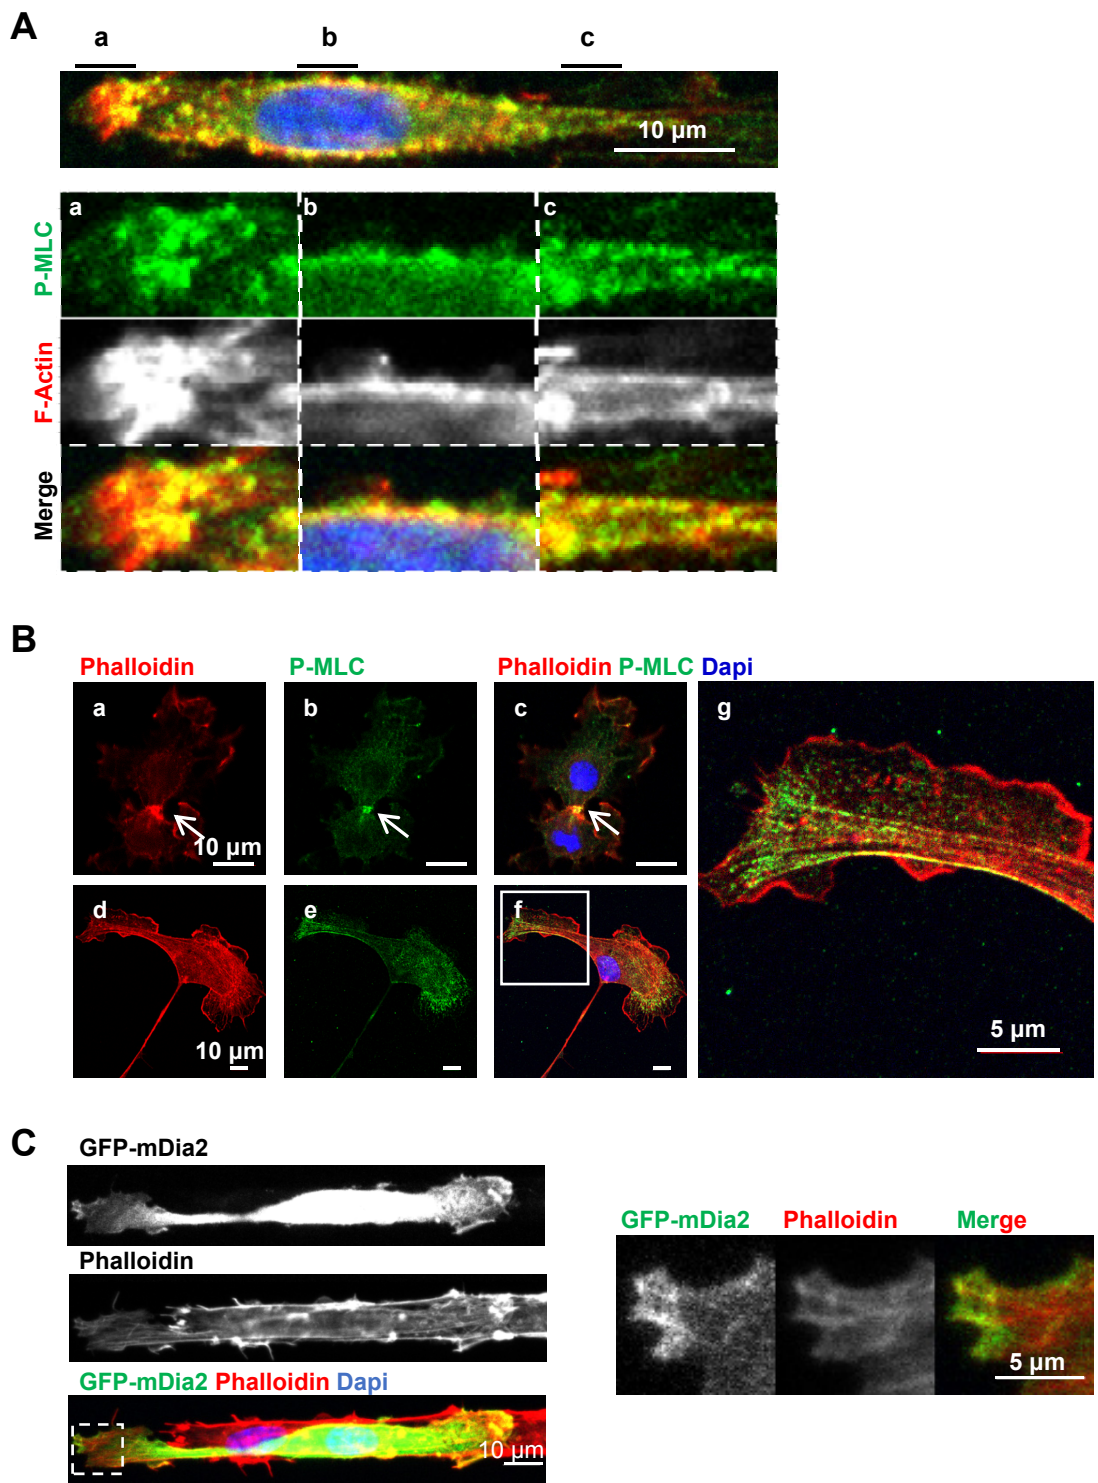 A
a b c
10 µm
a b c
P-MLC
F-Actin
Merge
B
Phalloidin P-MLC Phalloidin P-MLC Dapi
a b c g
10 µm
d e f
10 µm
5 µm
C
GFP-mDia2
Phalloidin
GFP-mDia2 Phalloidin Dapi
10 µm
GFP-mDia2 Phalloidin Merge
5 µm